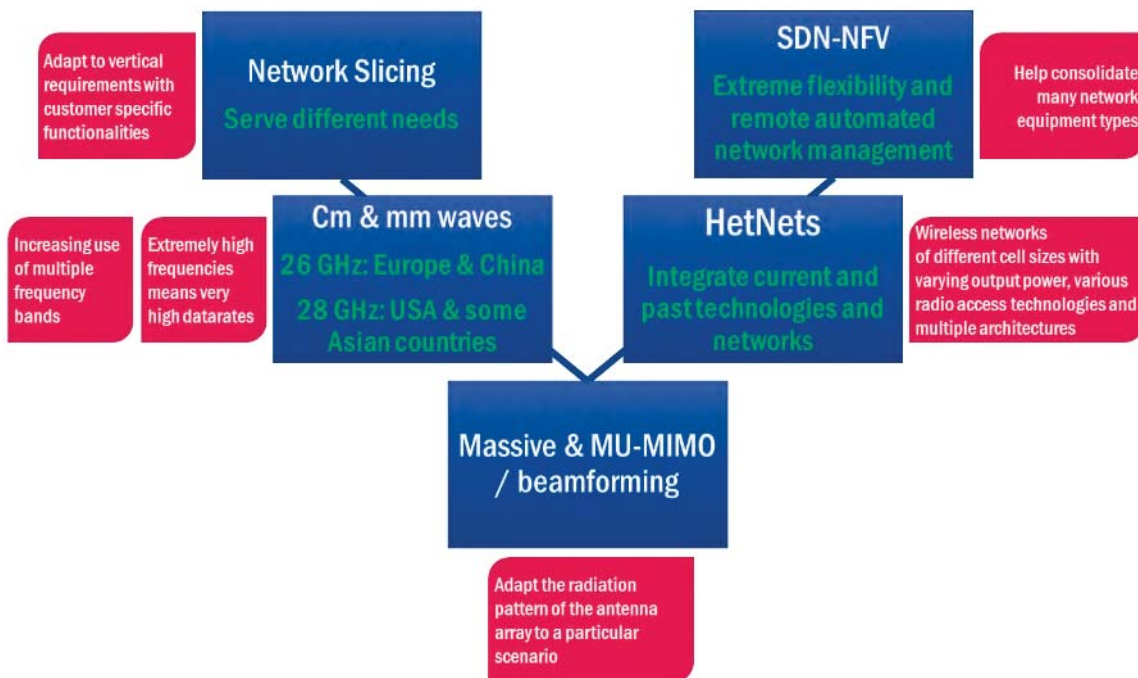 Adapt to vertical
requirements with
customer specific
functionalities
Network Slicing
Serve different needs
SDN-NFV
Extreme flexibility and
remote automated
network management
Help consolidate
many network
equipment types
Increasing use
of multiple
frequency
bands
Extremely high
frequencies
means very
high datarates
Cm & mm waves
26 GHz: Europe & China
28 GHz: USA & some
Asian countries
HetNets
Integrate current and
past technologies and
networks
Wireless networks
of different cell sizes with
varying output power, various
radio access technologies and
multiple architectures
Massive & MU-MIMO
/ beamforming
Adapt the radiation
pattern of the antenna
array to a particular
scenario